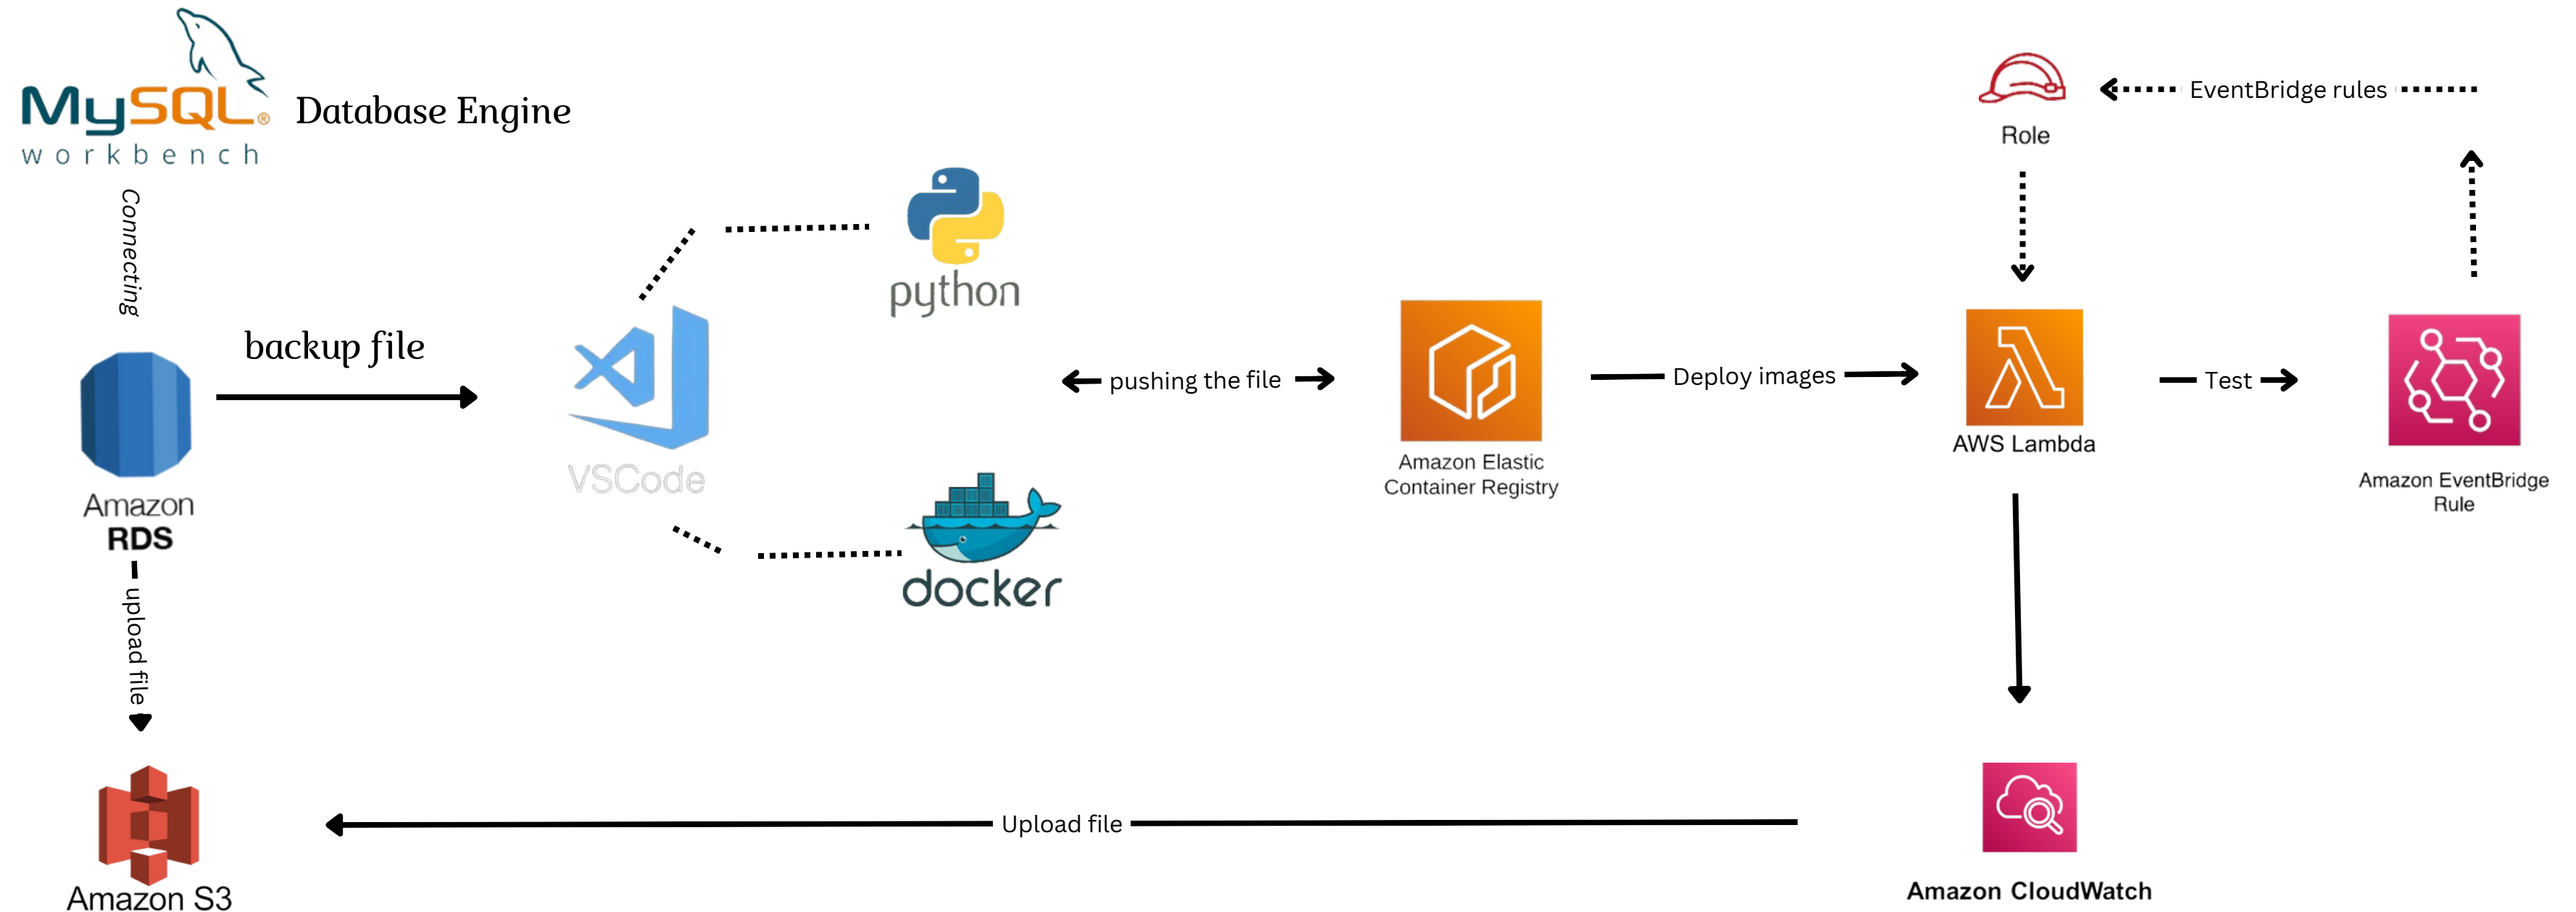 MySQL®
workbench
Database Engine
Connecting
backup file
Amazon
RDS
upload file
Amazon S3
VSCode
python
docker
pushing the file
Amazon Elastic
Container Registry
Deploy images
Role
EventBridge rules
AWS Lambda
Test
Amazon EventBridge
Rule
Upload file
Amazon CloudWatch